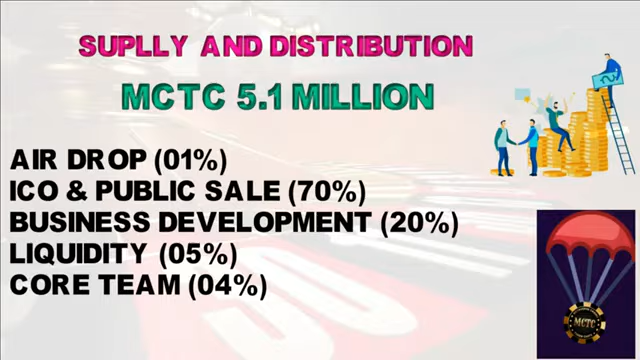 SUPLLY AND DISTRIBUTION
MCTC 5.1 MILLION
AIR DROP (01%)
ICO & PUBLIC SALE (70%)
BUSINESS DEVELOPMENT (20%)
LIQUIDITY (05%)
CORE TEAM (04%)
MCTC